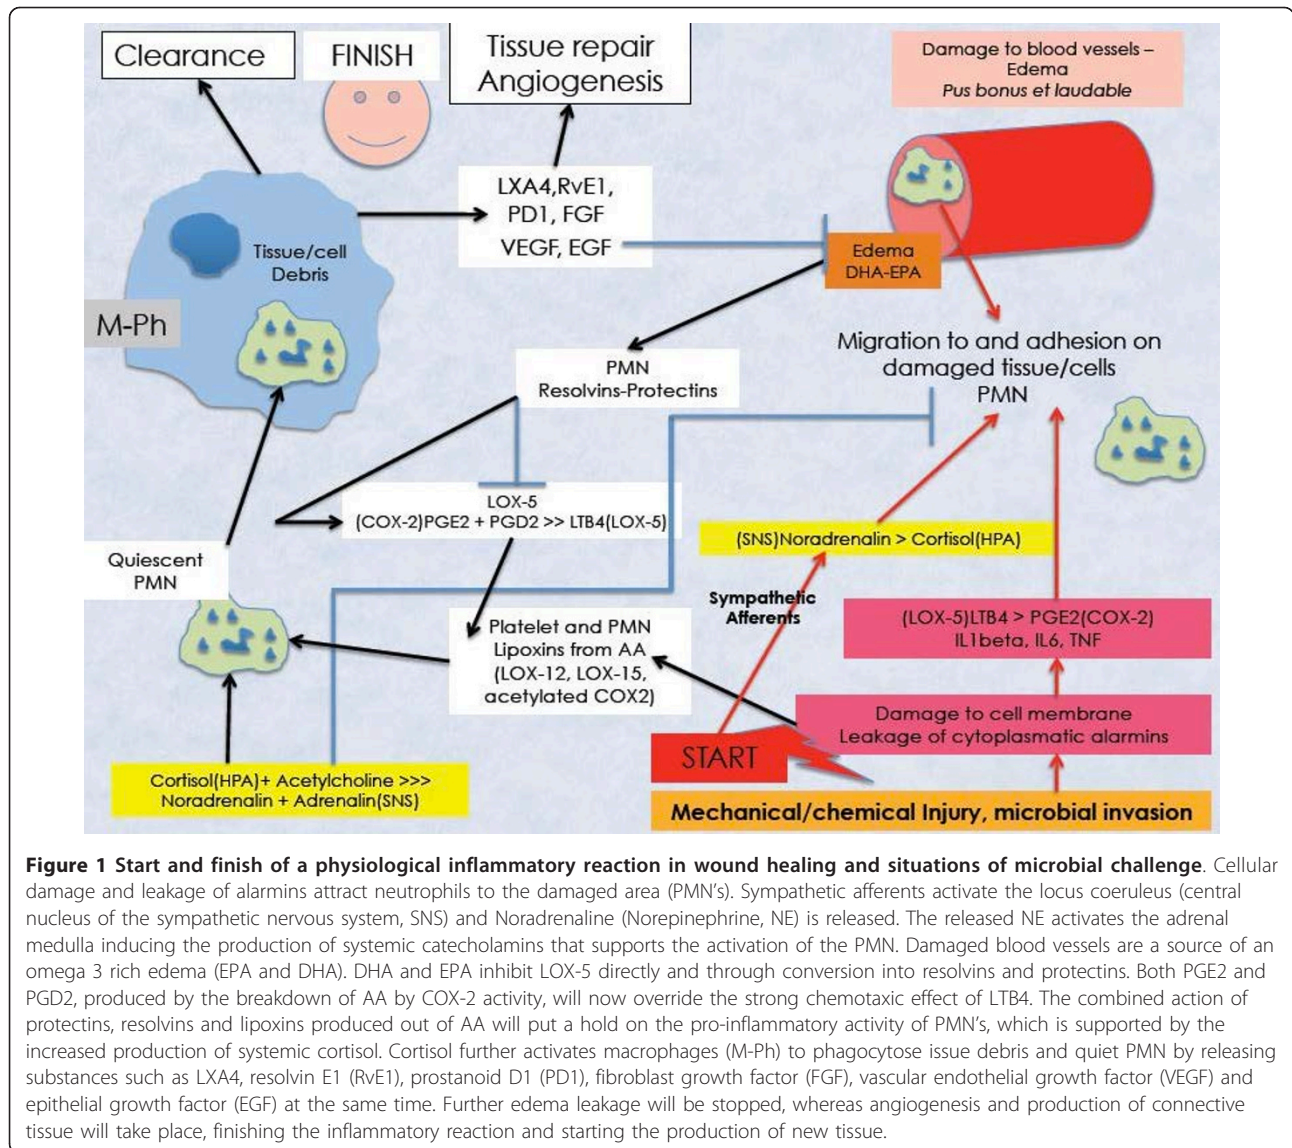 Clearance
FINISH
Tissue repair
Angiogenesis
Damage to blood vessels –
Edema
Pus bonus et laudable
LXA4,RvE1,
PD1, FGF
VEGF, EGF
Tissue/cell
Debris
Edema
DHA-EPA
M-Ph
Migration to and adhesion on
damaged tissue/cells
PMN
PMN
Resolvins-Protectins
LOX-5
(COX-2)PGE2 + PGD2 >> LTB4(LOX-5)
(SNS)Noradrenalin > Cortisol(HPA)
Quiescent
PMN
Sympathetic
Afferents
(LOX-5)LTB4 > PGE2(COX-2)
IL1beta, IL6, TNF
Platelet and PMN
Lipoxins from AA
(LOX-12, LOX-15,
acetylated COX2)
Damage to cell membrane
Leakage of cytoplasmatic alarmins
START
Cortisol(HPA)+ Acetylcholine >>>
Noradrenalin + Adrenalin(SNS)
Mechanical/chemical Injury, microbial invasion
Figure 1 Start and finish of a physiological inflammatory reaction in wound healing and situations of microbial challenge. Cellular
damage and leakage of alarmins attract neutrophils to the damaged area (PMN's). Sympathetic afferents activate the locus coeruleus (central
nucleus of the sympathetic nervous system, SNS) and Noradrenaline (Norepinephrine, NE) is released. The released NE activates the adrenal
medulla inducing the production of systemic catecholamins that supports the activation of the PMN. Damaged blood vessels are a source of an
omega 3 rich edema (EPA and DHA). DHA and EPA inhibit LOX-5 directly and through conversion into resolvins and protectins. Both PGE2 and
PGD2, produced by the breakdown of AA by COX-2 activity, will now override the strong chemotaxic effect of LTB4. The combined action of
protectins, resolvins and lipoxins produced out of AA will put a hold on the pro-inflammatory activity of PMN's, which is supported by the
increased production of systemic cortisol. Cortisol further activates macrophages (M-Ph) to phagocytose issue debris and quiet PMN by releasing
substances such as LXA4, resolvin E1 (RvE1), prostanoid D1 (PD1), fibroblast growth factor (FGF), vascular endothelial growth factor (VEGF) and
epithelial growth factor (EGF) at the same time. Further edema leakage will be stopped, whereas angiogenesis and production of connective
tissue will take place, finishing the inflammatory reaction and starting the production of new tissue.